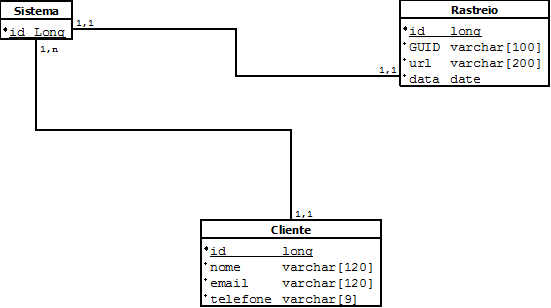 Sistema
*id Long
1,1
1,n
Rastreio
*id long
*GUID varchar[100]
*url varchar[200]
*data date
1,1
1,1
Cliente
*id long
*nome varchar[120]
*email varchar[120]
*telefone varchar[9]